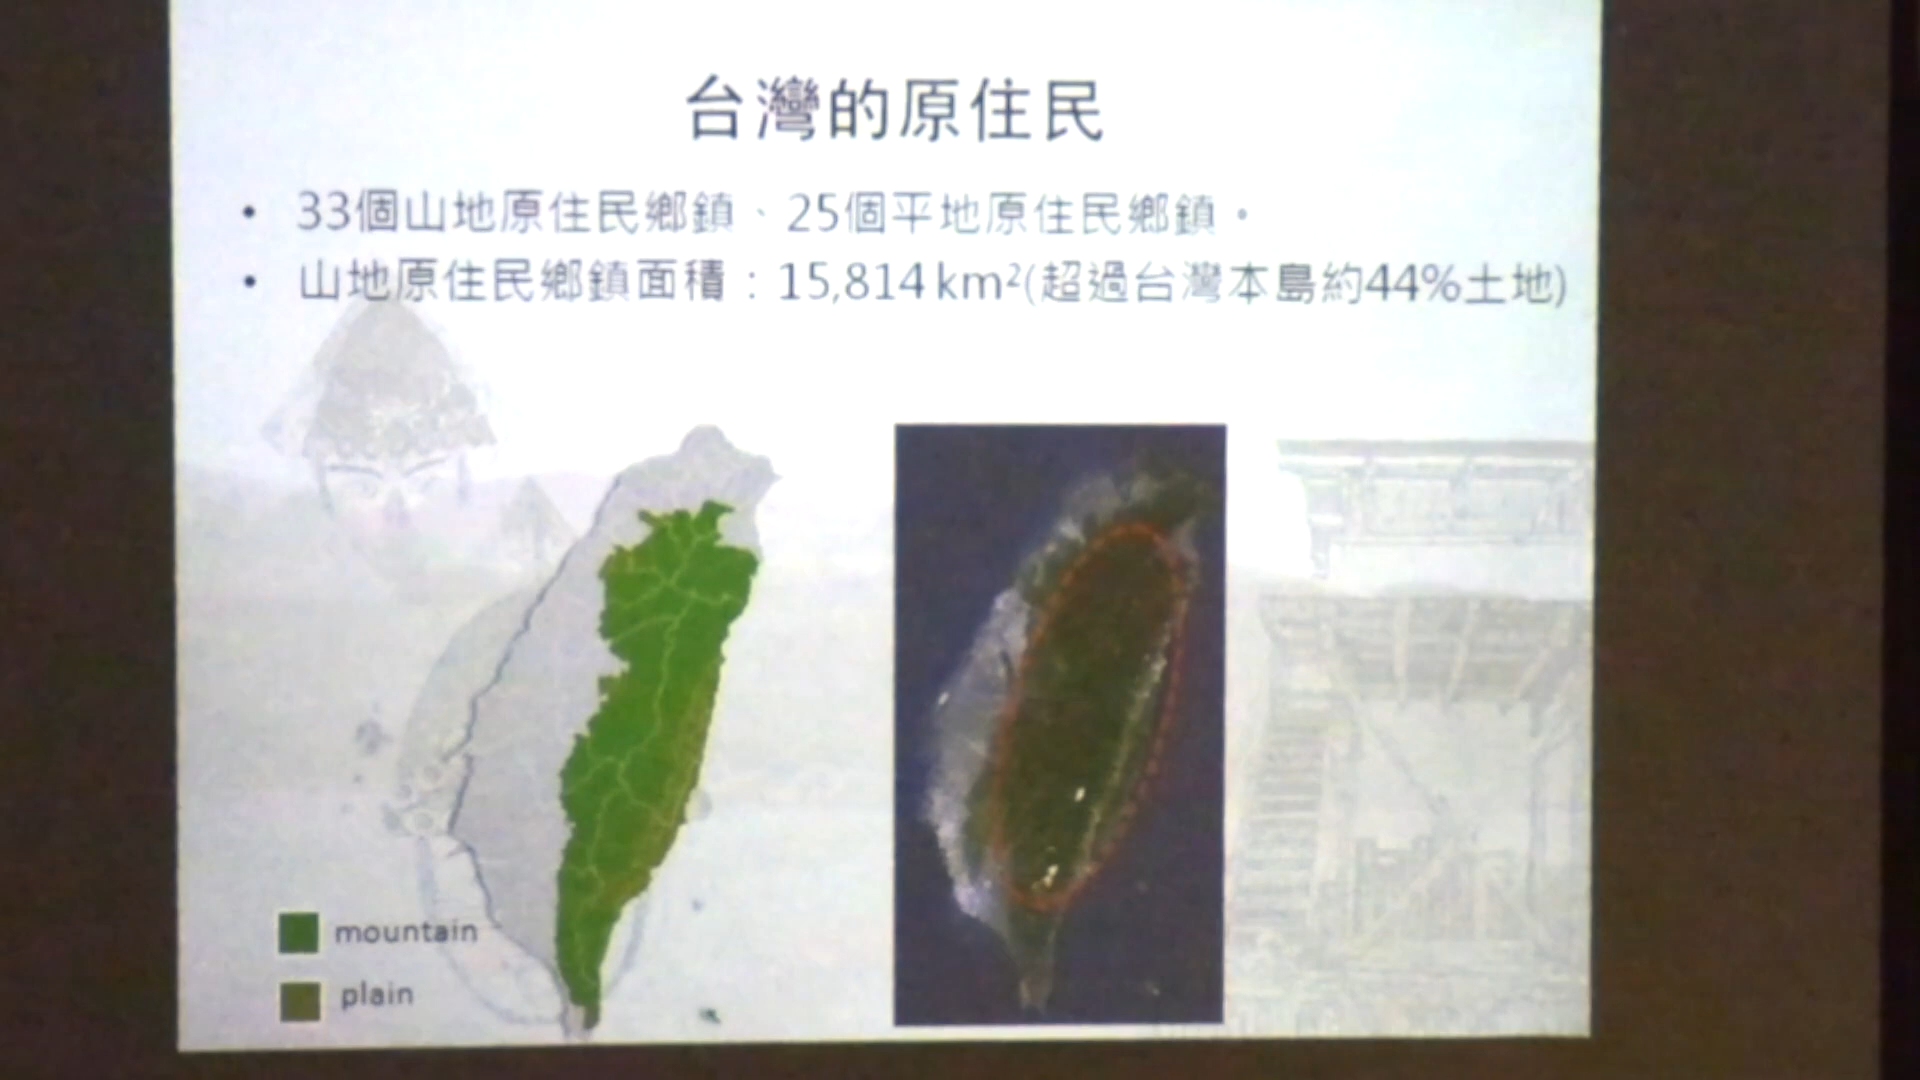 台灣的原住民
• 33個山地原住民鄉鎮、25個平地原住民鄉鎮。
• 山地原住民鄉鎮面積：15,814 km²(超過台灣本島約44%土地)
mountain
plain